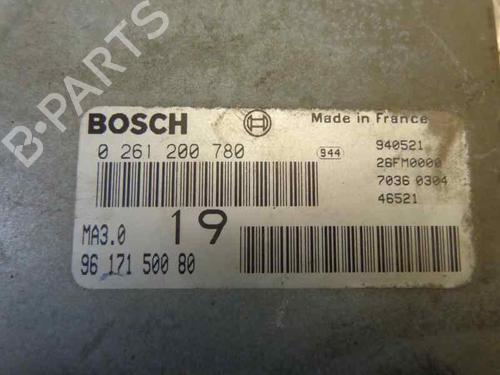 BOSCH
Made in France
0 261 200 780
944
940521
26FM0000
7036 0304
46521
MA3.0
19
96 171 500 80
B-PARTS